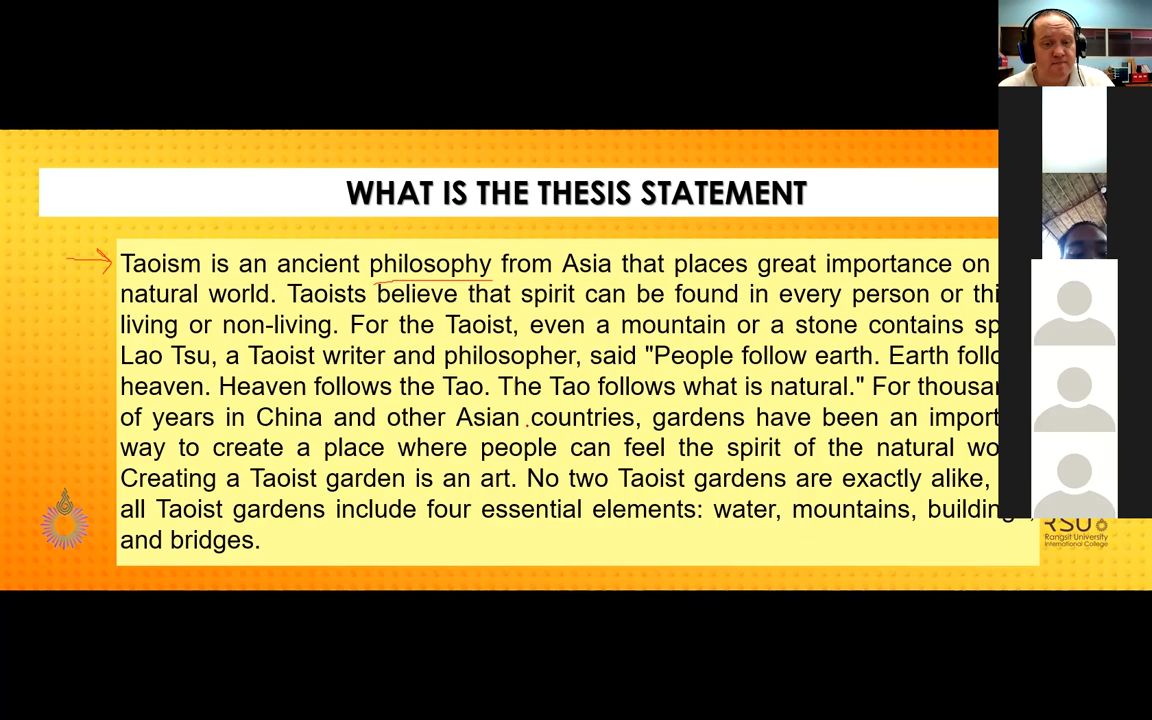 WHAT IS THE THESIS STATEMENT
Taoism is an ancient philosophy from Asia that places great importance on
natural world. Taoists believe that spirit can be found in every person or
living or non-living. For the Taoist, even a mountain or a stone contains
Lao Tsu, a Taoist writer and philosopher, said "People follow earth. Earth
heaven. Heaven follows the Tao. The Tao follows what is natural." For
of years in China and other Asian countries, gardens have been an
way to create a place where people can feel the spirit of the natural
Creating a Taoist garden is an art. No two Taoist gardens are exactly alike,
all Taoist gardens include four essential elements: water, mountains,
and bridges.
RSU
Rangsit University
International College